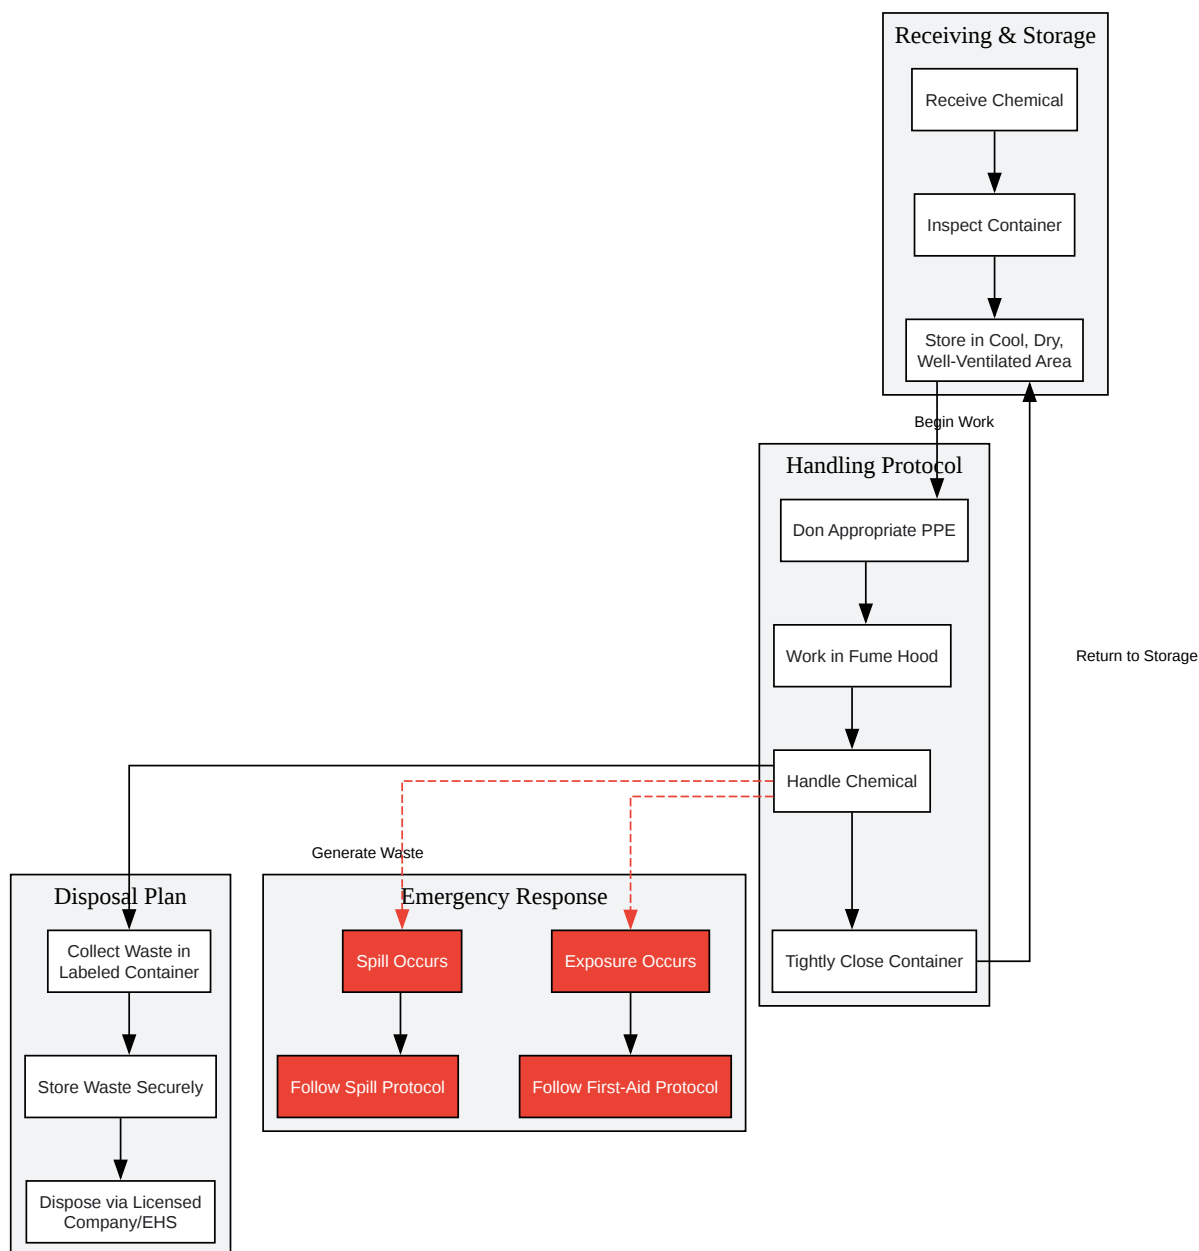 Receiving & Storage
Receive Chemical
Inspect Container
Store in Cool, Dry,
Well-Ventilated Area
Begin Work
Handling Protocol
Don Appropriate PPE
Work in Fume Hood
Return to Storage
Handle Chemical
Generate Waste
Disposal Plan
Emergency Response
Collect Waste in
Labeled Container
Spill Occurs
Exposure Occurs
Tightly Close Container
Store Waste Securely
Follow Spill Protocol
Follow First-Aid Protocol
Dispose via Licensed
Company/EHS